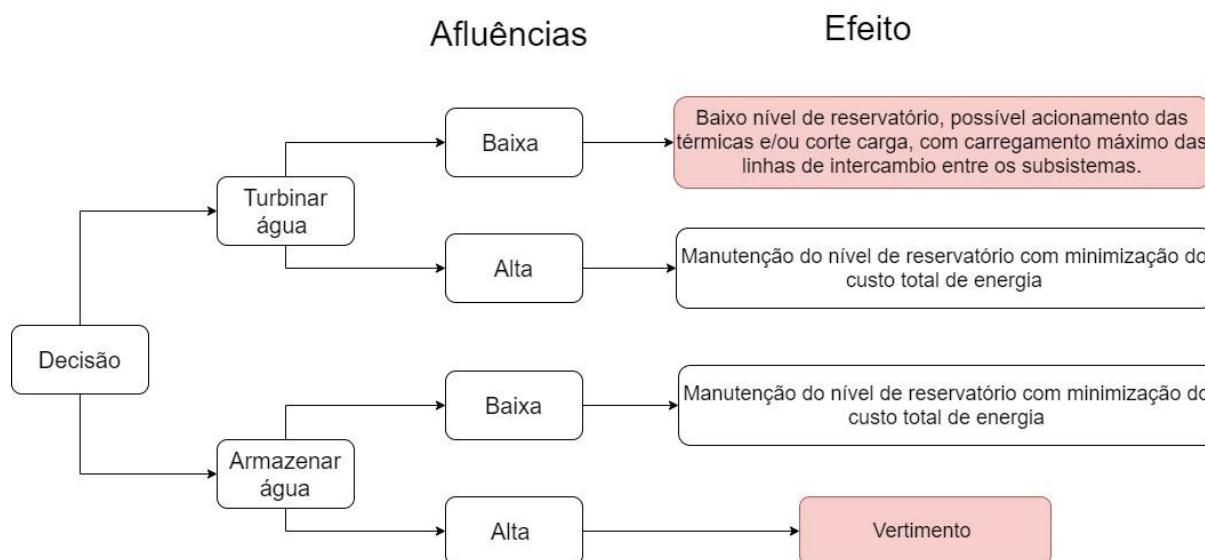 Afluências
Efeito
Baixa
Baixo nível de reservatório, possível acionamento das
térmicas e/ou corte carga, com carregamento máximo das
linhas de intercambio entre os subsistemas.
Turbinar
água
Alta
Manutenção do nível de reservatório com minimização do
custo total de energia
Decisão
Baixa
Manutenção do nível de reservatório com minimização do
custo total de energia
Armazenar
água
Alta
Vertimento